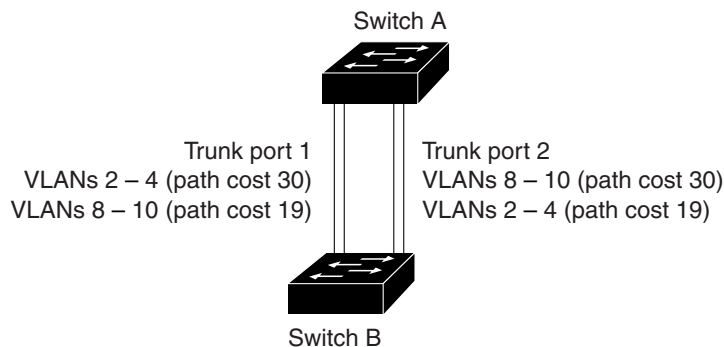 Switch A
Trunk port 1
VLANs 2 – 4 (path cost 30)
VLANs 8 – 10 (path cost 19)
Trunk port 2
VLANs 8 – 10 (path cost 30)
VLANs 2 – 4 (path cost 19)
Switch B